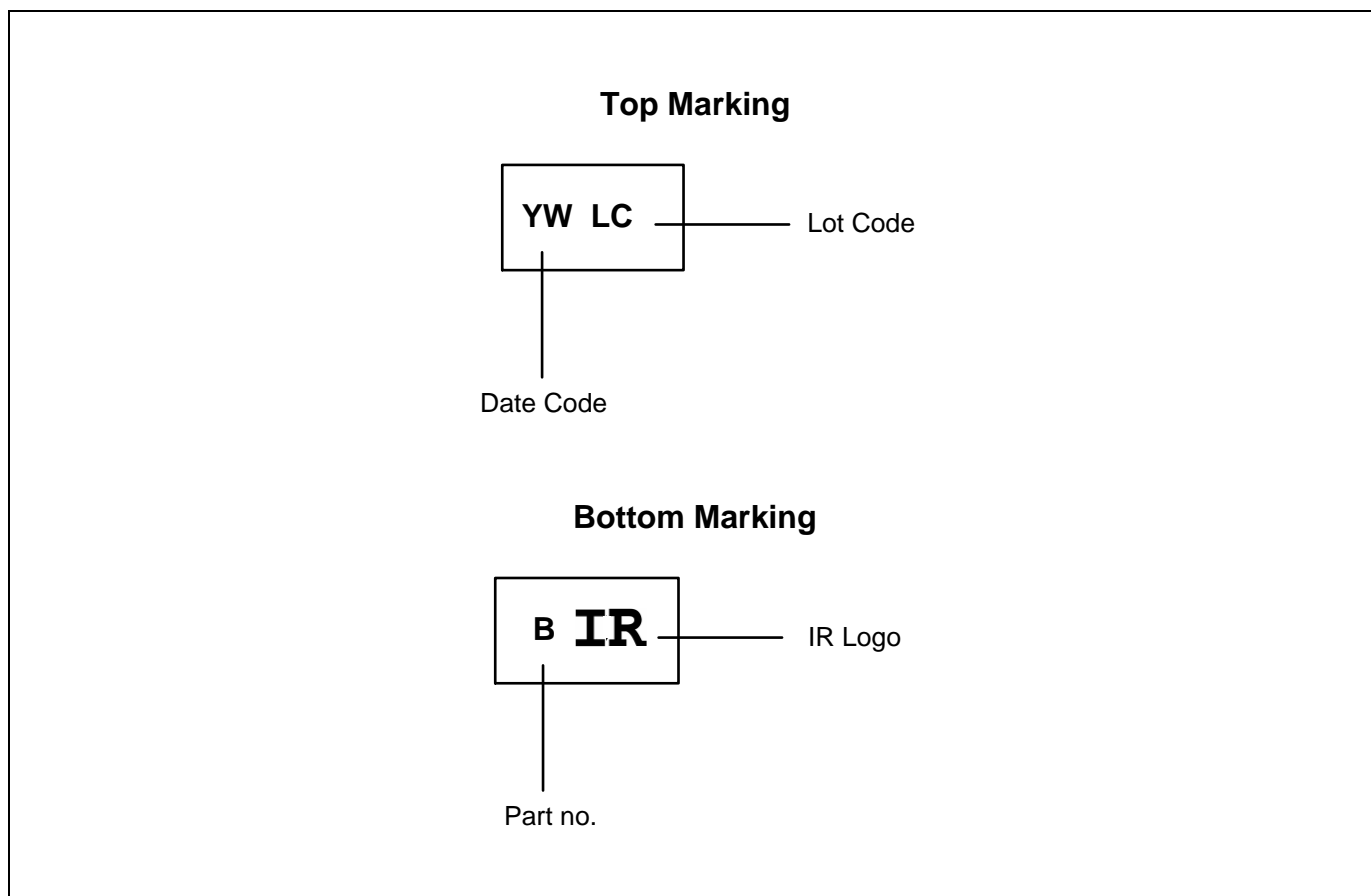 Top Marking
YW LC
Lot Code
Date Code
Bottom Marking
B IR
IR Logo
Part no.